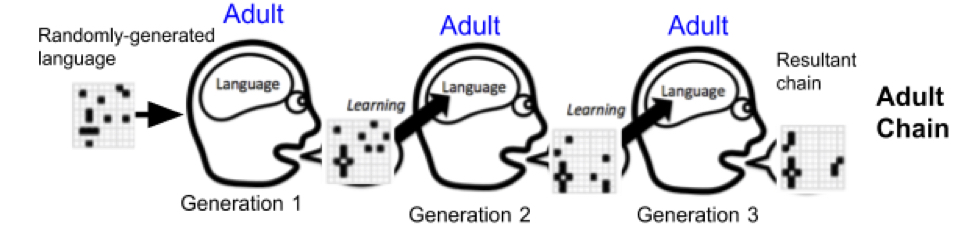 Adult
Adult
Adult
Randomly-generated
language
Resultant
chain
Language
Language
Language
Learning
Learning
Adult
Chain
Generation 1
Generation 2
Generation 3